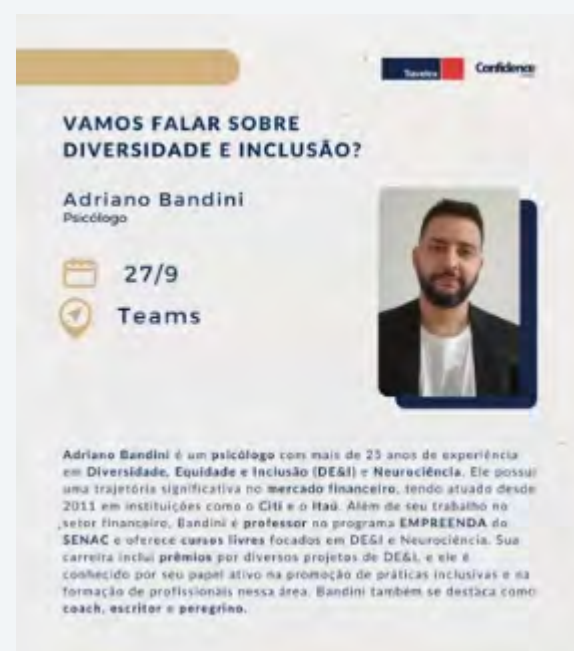 Travelex Confidence
VAMOS FALAR SOBRE
DIVERSIDADE E INCLUSÃO?
Adriano Bandini
Psicólogo
27/9
Teams
Adriano Bandini é um psicólogo com mais de 25 anos de experiência
em Diversidade, Equidade e Inclusão (DE&I) e Neurociência. Ele possui
uma trajetória significativa no mercado financeiro, tendo atuado desde
2011 em instituições como o Citi e o Itaú. Além de seu trabalho no
setor financeiro, Bandini é professor no programa EMPREENDA do
SENAC e oferece cursos livres focados em DE&I e Neurociência. Sua
carreira inclui prêmios por diversos projetos de DE&I, e ele é
conhecido por seu papel ativo na promoção de práticas inclusivas e na
formação de profissionais nessa área. Bandini também se destaca como
coach, escritor e peregrino.